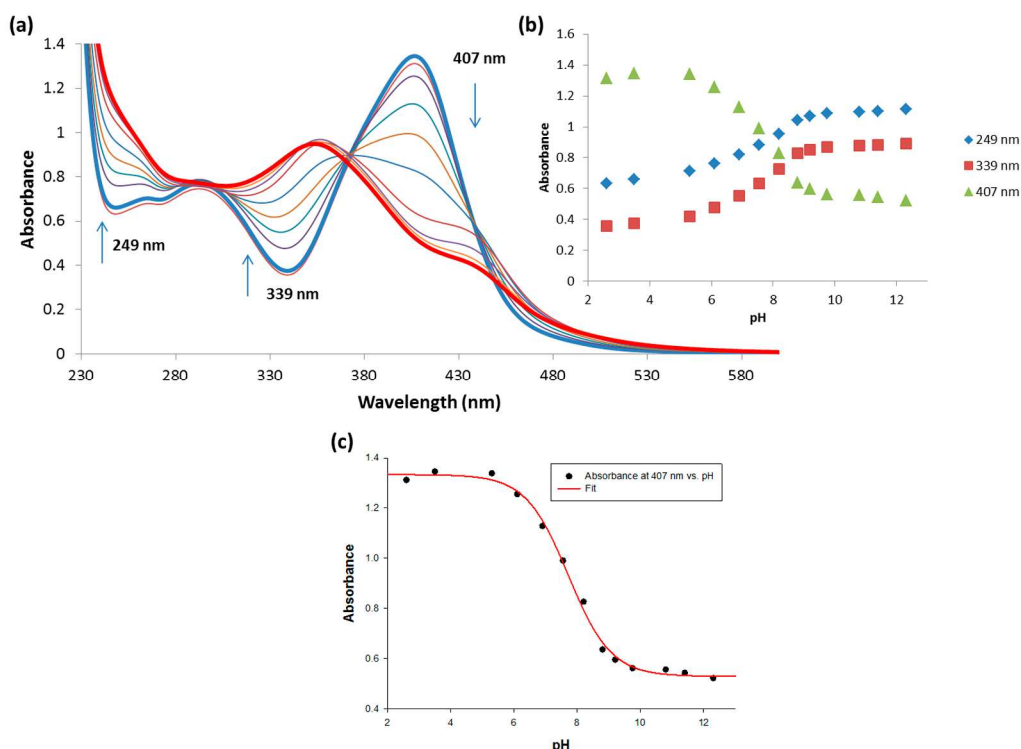 (a)
1.4
1.2
1
0.8
0.6
0.4
0.2
0
Absorbance
407 nm
249 nm
339 nm
230 280 330 380 430 480 530 580
Wavelength (nm)
(b)
1.6
1.4
1.2
1
0.8
0.6
0.4
0.2
0
Absorbance
2 4 6 8 10 12
pH
249 nm
339 nm
407 nm
(c)
1.4
1.2
1.0
0.8
0.6
0.4
Absorbance
Absorbance at 407 nm vs. pH
Fit
2 4 6 8 10 12
pH